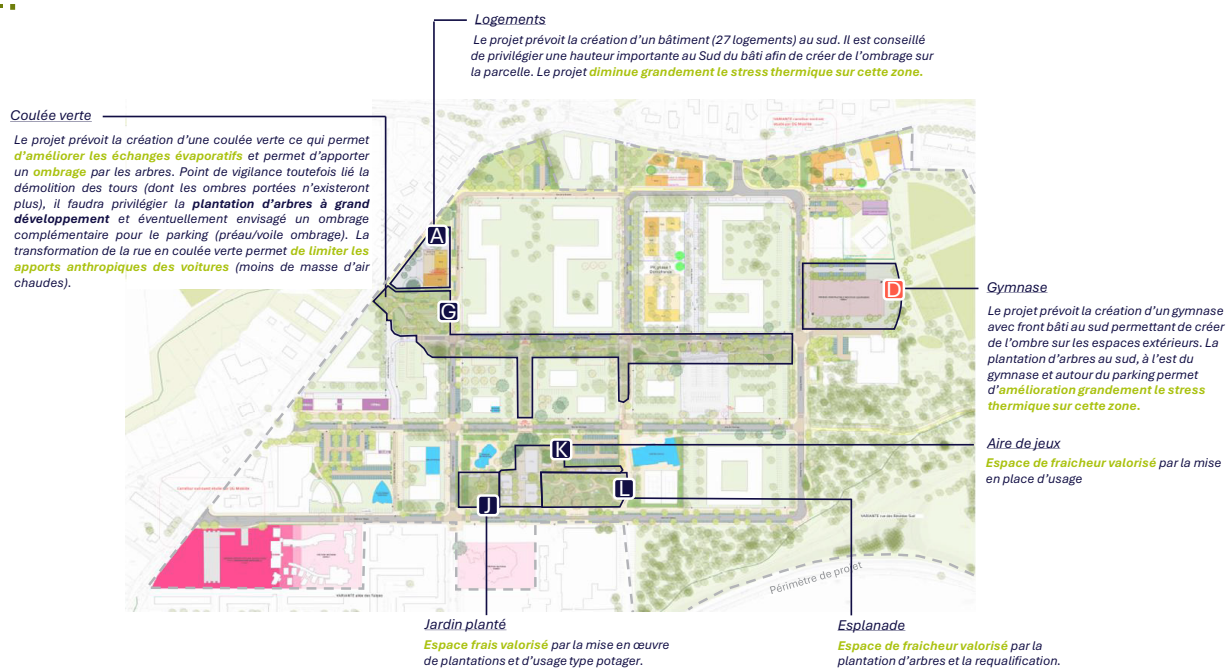 Logements
Le projet prévoit la création d'un bâtiment (27 logements) au sud. Il est conseillé
de privilégier une hauteur importante au Sud du bâti afin de créer de l'ombrage sur
la parcelle. Le projet diminue grandement le stress thermique sur cette zone.
Coulée verte
Le projet prévoit la création d'une coulée verte ce qui permet
d'améliorer les échanges évaporatifs et permet d'apporter
un ombrage par les arbres. Point de vigilance toutefois lié la
démolition des tours (dont les ombres portées n'existeront
plus), il faudra privilégier la plantation d'arbres à grand
développement et éventuellement envisagé un ombrage
complémentaire pour le parking (préau/voile ombrage). La
transformation de la rue en coulée verte permet de limiter les
apports anthropiques des voitures (moins de masse d'air
chaudes).
A
G
D
K
J
L
Gymnase
Le projet prévoit la création d'un gymnase
avec front bâti au sud permettant de créer
de l'ombre sur les espaces extérieurs. La
plantation d'arbres au sud, à l'est du
gymnase et autour du parking permet
d'amélioration grandement le stress
thermique sur cette zone.
Aire de jeux
Espace de fraicheur valorisé par la mise
en place d'usage
Périmètre de projet
Jardin planté
Espace frais valorisé par la mise en œuvre
de plantations et d'usage type potager.
Esplanade
Espace de fraicheur valorisé par la
plantation d'arbres et la requalification.